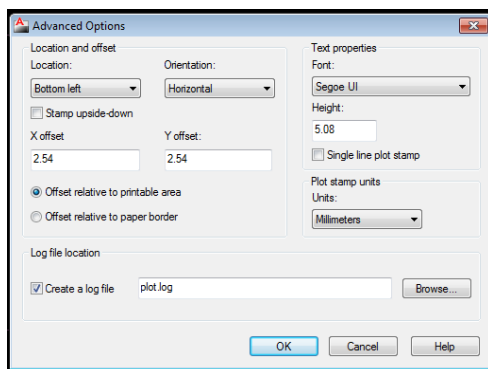 Advanced Options
Location and offset
Location:
Orientation:
Bottom left
Horizontal
Stamp upside-down
X offset
Y offset:
2.54
2.54
Offset relative to printable area
Offset relative to paper border
Text properties
Font:
Segoe UI
Height:
5.08
Single line plot stamp
Plot stamp units
Units:
Millimeters
Log file location
Create a log file
plot.log
Browse...
OK
Cancel
Help